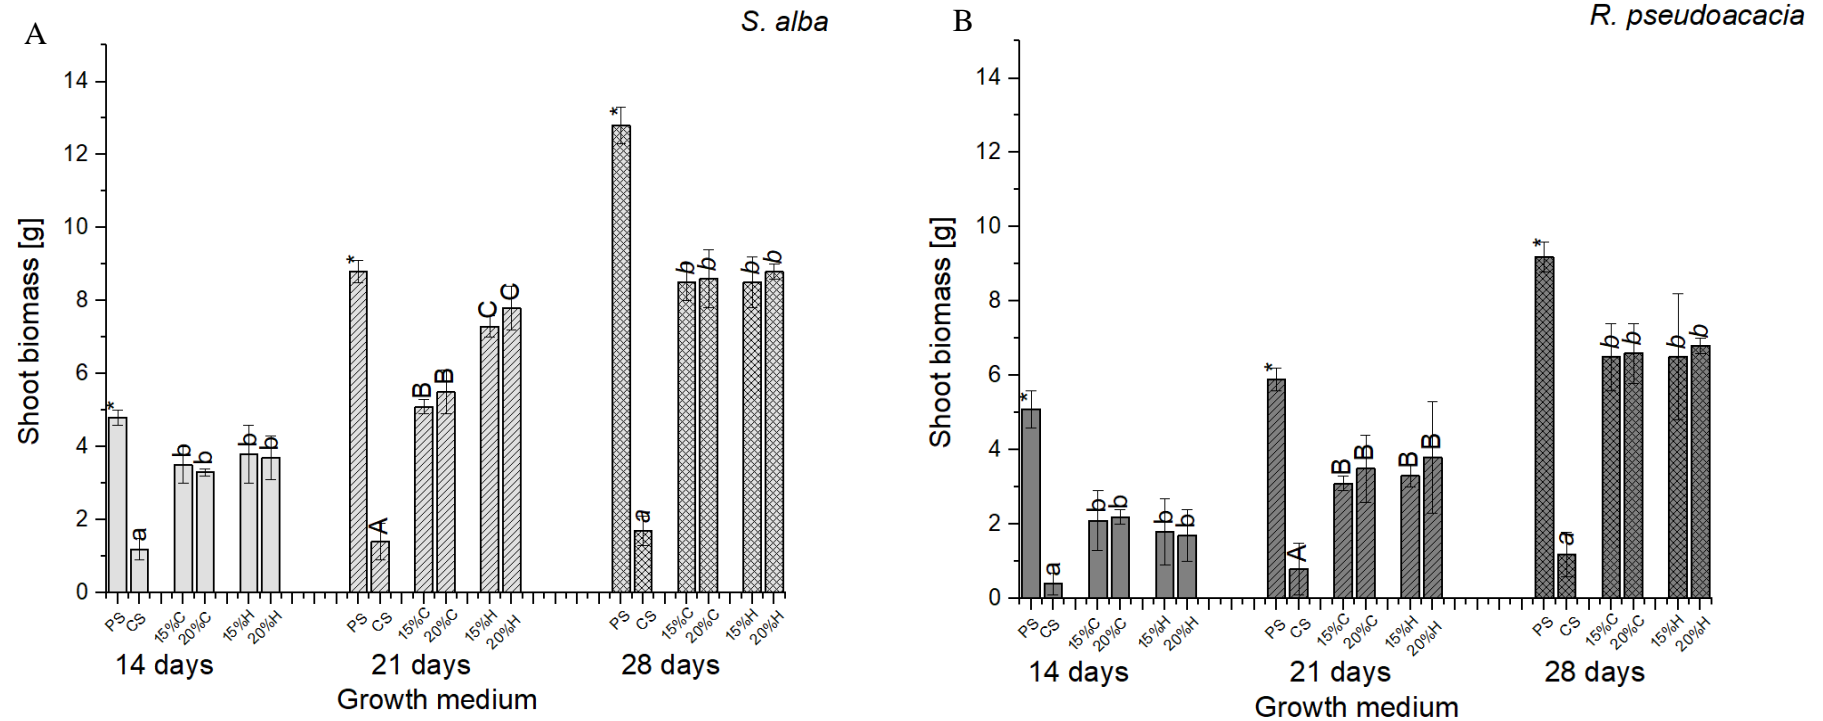 A
S. alba
Shoot biomass [g]
14
12
10
8
6
4
2
0
*
a
b
b
b
b
*
A
B
B
C
C
*
a
b
b
b
b
PS
CS
15%C
20%C
15%H
20%H
PS
CS
15%C
20%C
15%H
20%H
PS
CS
15%C
20%C
15%H
20%H
14 days
21 days
28 days
Growth medium
B
R. pseudoacacia
Shoot biomass [g]
14
12
10
8
6
4
2
0
*
a
b
b
b
b
*
A
B
B
B
B
*
a
b
b
b
b
PS
CS
15%C
20%C
15%H
20%H
PS
CS
15%C
20%C
15%H
20%H
PS
CS
15%C
20%C
15%H
20%H
14 days
21 days
28 days
Growth medium